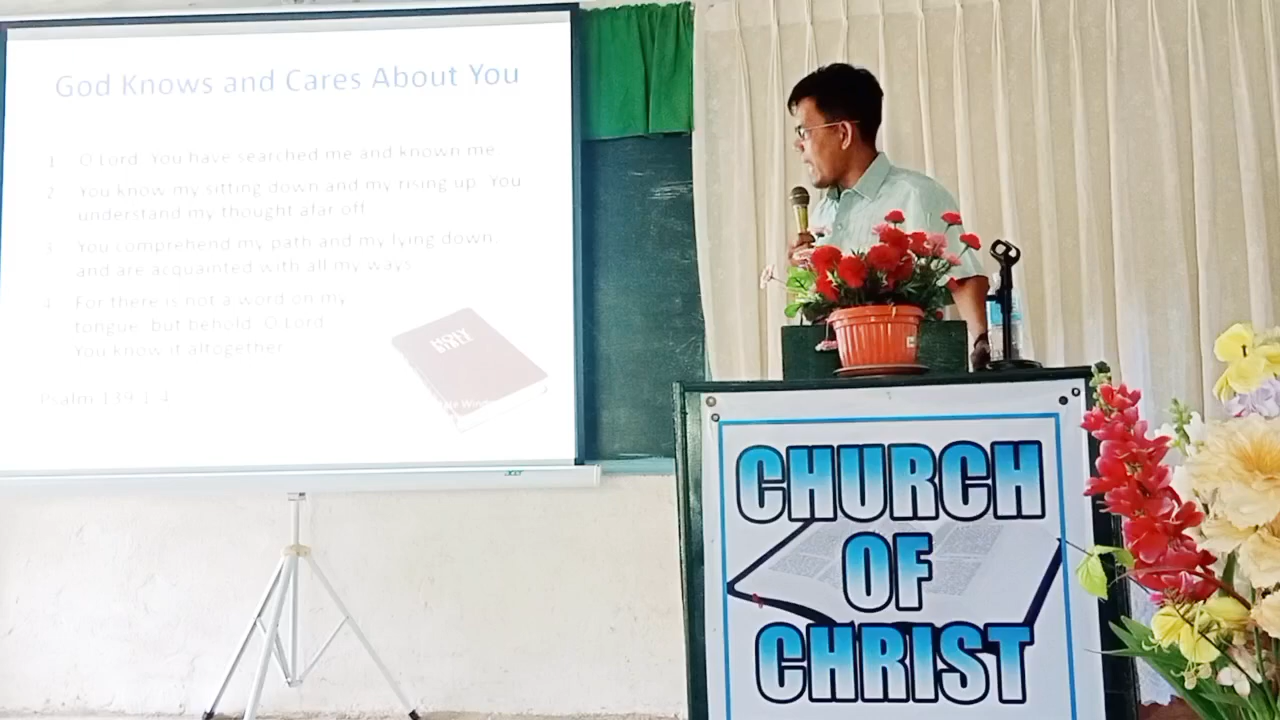 God Knows and Cares About You
1 O Lord, You have searched me and known me
2 You know my sitting down and my rising up; You
understand my thought afar off
3 You comprehend my path and my lying down,
and are acquainted with all my ways
4 For there is not a word on my
tongue, but behold, O Lord
You know it altogether
Psalm 139:1-4
HOLY
BIBLE
CHURCH
OF
CHRIST
acer